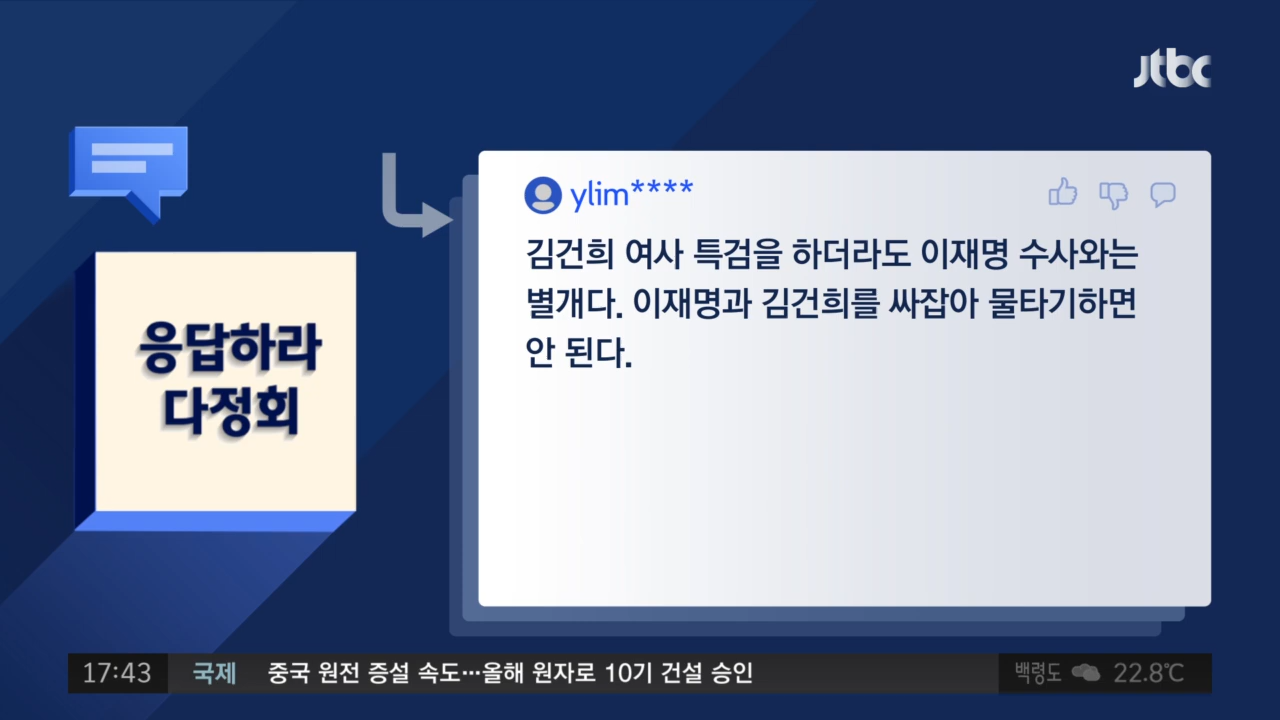 jtbc
ylim****
응답하라
다정회
김건희 여사 특검을 하더라도 이재명 수사와는
별개다. 이재명과 김건희를 싸잡아 물타기하면
안 된다.
17:43 국제 중국 원전 증설 속도…올해 원자로 10기 건설 승인 백령도 22.8℃